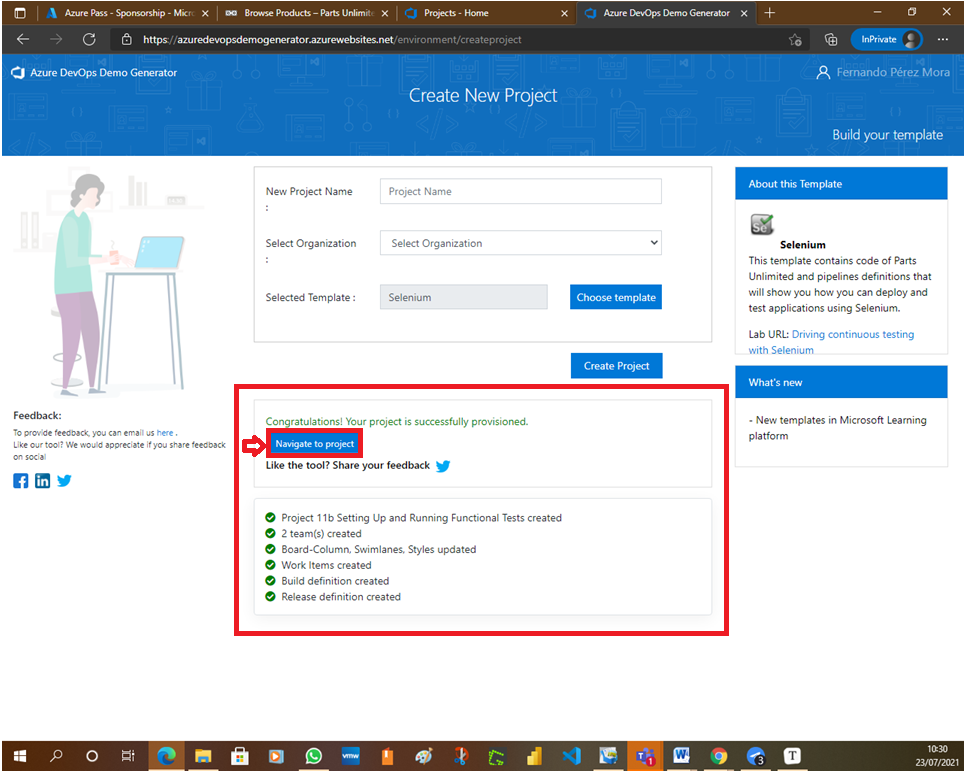 Azure Pass - Sponsorship - Micro
Browse Products – Parts Unlimite
Projects - Home
Azure DevOps Demo Generator
https://azuredevopsdemogenerator.azurewebsites.net/environment/createproject
InPrivate
Azure DevOps Demo Generator
Fernando Pérez Mora
Create New Project
Build your template
New Project Name
:
Project Name
Select Organization
:
Select Organization
Selected Template :
Selenium
Choose template
Create Project
About this Template
Se
Selenium
This template contains code of Parts
Unlimited and pipelines definitions that
will show you how you can deploy and
test applications using Selenium.
Lab URL: Driving continuous testing
with Selenium
What's new
- New templates in Microsoft Learning
platform
Feedback:
To provide feedback, you can email us here .
Like our tool? We would appreciate if you share feedback
on social
Congratulations! Your project is successfully provisioned.
Navigate to project
Like the tool? Share your feedback
Project 11b Setting Up and Running Functional Tests created
2 team(s) created
Board-Column, Swimlanes, Styles updated
Work Items created
Build definition created
Release definition created
vmw
1
W
3
T
10:30
23/07/2021